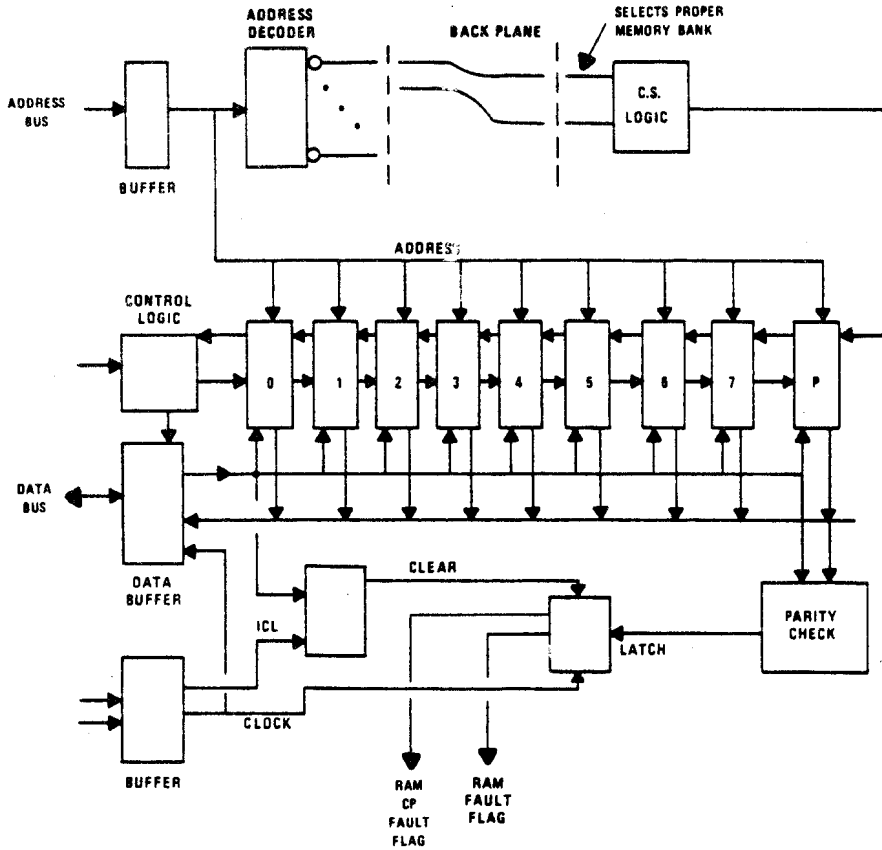 ADDRESS
DECODER
BACK PLANE
SELECTS PROPER
MEMORY BANK
ADDRESS
BUS
C.S.
LOGIC
BUFFER
ADDRESS
CONTROL
LOGIC
0
1
2
3
4
5
6
7
P
DATA
BUS
DATA
BUFFER
CLEAR
ICL
PARITY
CHECK
LATCH
CLOCK
BUFFER
RAM
CP
FAULT
FLAG
RAM
FAULT
FLAG